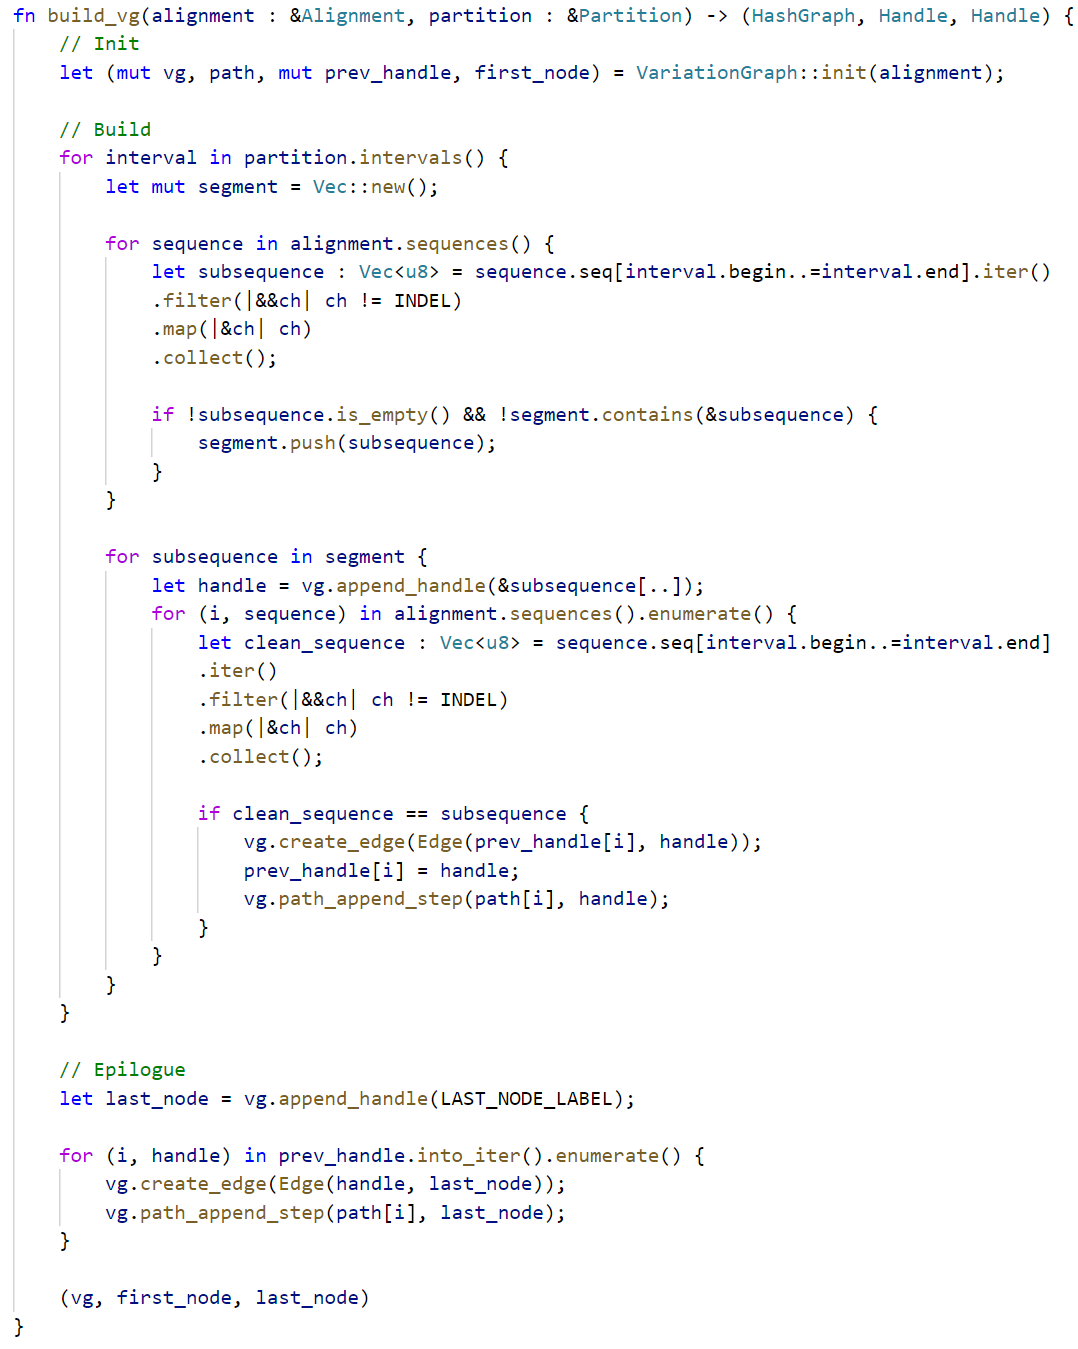 fn build_vg(alignment : &Alignment, partition : &Partition) -> (HashGraph, Handle, Handle) {
    // Init
    let (mut vg, path, mut prev_handle, first_node) = VariationGraph::init(alignment);

    // Build
    for interval in partition.intervals() {
        let mut segment = Vec::new();

        for sequence in alignment.sequences() {
            let subsequence : Vec<u8> = sequence.seq[interval.begin..=interval.end].iter()
            .filter(|&&ch| ch != INDEL)
            .map(|&ch| ch)
            .collect();

            if !subsequence.is_empty() && !segment.contains(&subsequence) {
                segment.push(subsequence);
            }
        }

        for subsequence in segment {
            let handle = vg.append_handle(&subsequence[..]);
            for (i, sequence) in alignment.sequences().enumerate() {
                let clean_sequence : Vec<u8> = sequence.seq[interval.begin..=interval.end]
                .iter()
                .filter(|&&ch| ch != INDEL)
                .map(|&ch| ch)
                .collect();

                if clean_sequence == subsequence {
                    vg.create_edge(Edge(prev_handle[i], handle));
                    prev_handle[i] = handle;
                    vg.path_append_step(path[i], handle);
                }
            }
        }
    }

    // Epilogue
    let last_node = vg.append_handle(LAST_NODE_LABEL);

    for (i, handle) in prev_handle.into_iter().enumerate() {
        vg.create_edge(Edge(handle, last_node));
        vg.path_append_step(path[i], last_node);
    }

    (vg, first_node, last_node)
}